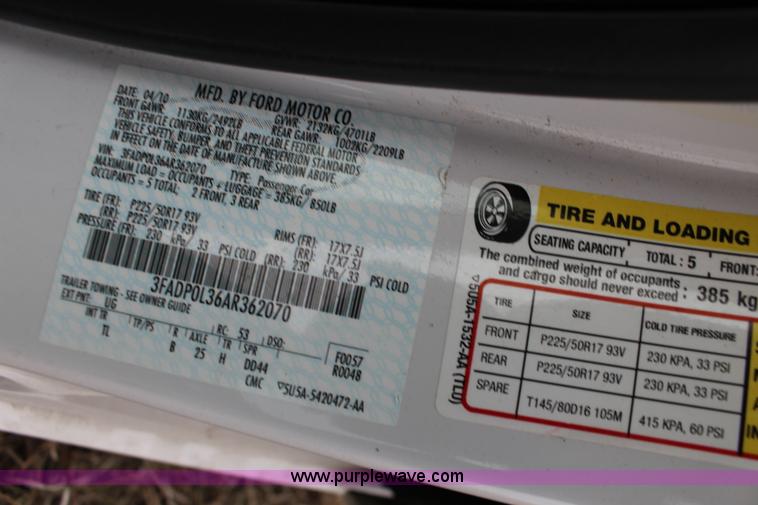 MFD. BY FORD MOTOR CO.
DATE: 04/10 GVWR: 2132KG/4701LB
FRONT GAWR: 1130KG/2492LB REAR GAWR: 1002KG/2209LB
THIS VEHICLE CONFORMS TO ALL APPLICABLE FEDERAL MOTOR
VEHICLE SAFETY, BUMPER, AND THEFT PREVENTION STANDARDS
IN EFFECT ON THE DATE OF MANUFACTURE SHOWN ABOVE.
VIN: 3FADP0L36AR362070 TYPE: Passenger Car
MAXIMUM LOAD = OCCUPANTS + LUGGAGE = 385KG/850LB
OCCUPANTS = 5 TOTAL: 2 FRONT, 3 REAR
TIRE (FR): P225/50R17 93V RIMS (FR): 17X7.5J
(RR): P225/50R17 93V (RR): 17X7.5J
PRESSURE (FR): 230 kPa/ 33 PSI COLD (RR): 230 kPa/ 33 PSI COLD
3FADP0L36AR362070
TRAILER TOWING - SEE OWNER GUIDE
EXT PNT: UG RC: 53 DSO: F0057
INT TR TP/PS R AXLE TR SPR R0048
TL B 25 H DD44
CMC ▽5U5A-5420472-AA
TIRE AND LOADING
SEATING CAPACITY TOTAL : 5 FRONT:
The combined weight of occupants
and cargo should never exceed : 385 kg
TIRE SIZE COLD TIRE PRESSURE
FRONT P225/50R17 93V 230 KPA, 33 PSI
REAR P225/50R17 93V 230 KPA, 33 PSI
SPARE T145/80D16 105M 415 KPA, 60 PSI
▽5U5A-1532-AA (TLU)
www.purplewave.com